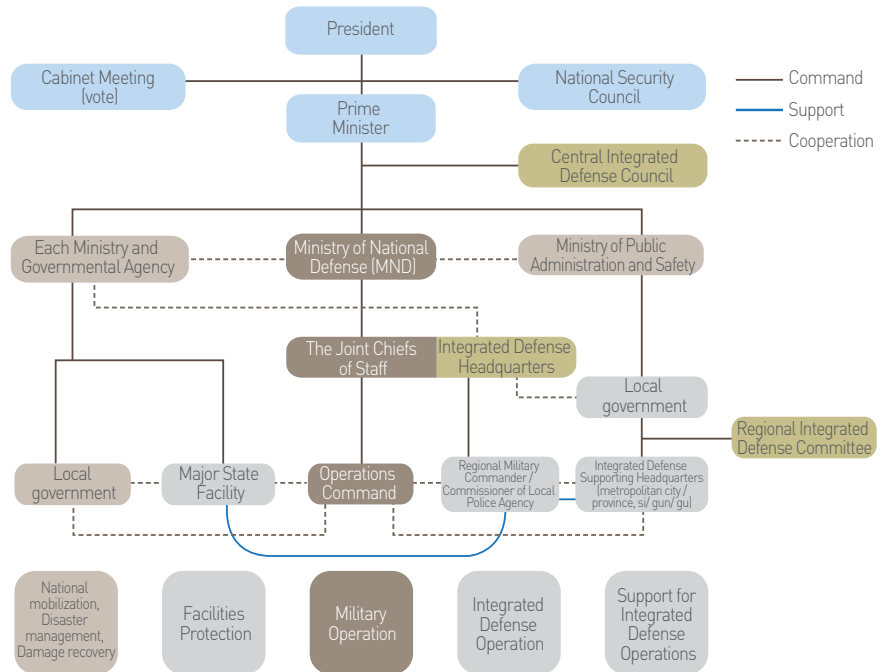 President
Cabinet Meeting
(vote)
National Security
Council
Command
Support
Cooperation
Prime
Minister
Central Integrated
Defense Council
Each Ministry and
Governmental Agency
Ministry of National
Defense (MND)
Ministry of Public
Administration and Safety
The Joint Chiefs
of Staff
Integrated Defense
Headquarters
Local
government
Regional Integrated
Defense Committee
Local
government
Major State
Facility
Operations
Command
Regional Military
Commander /
Commissioner of Local
Police Agency
Integrated Defense
Supporting Headquarters
(metropolitan city /
province, si/ gun/ gu)
National
mobilization,
Disaster
management,
Damage recovery
Facilities
Protection
Military
Operation
Integrated
Defense
Operation
Support for
Integrated
Defense
Operations